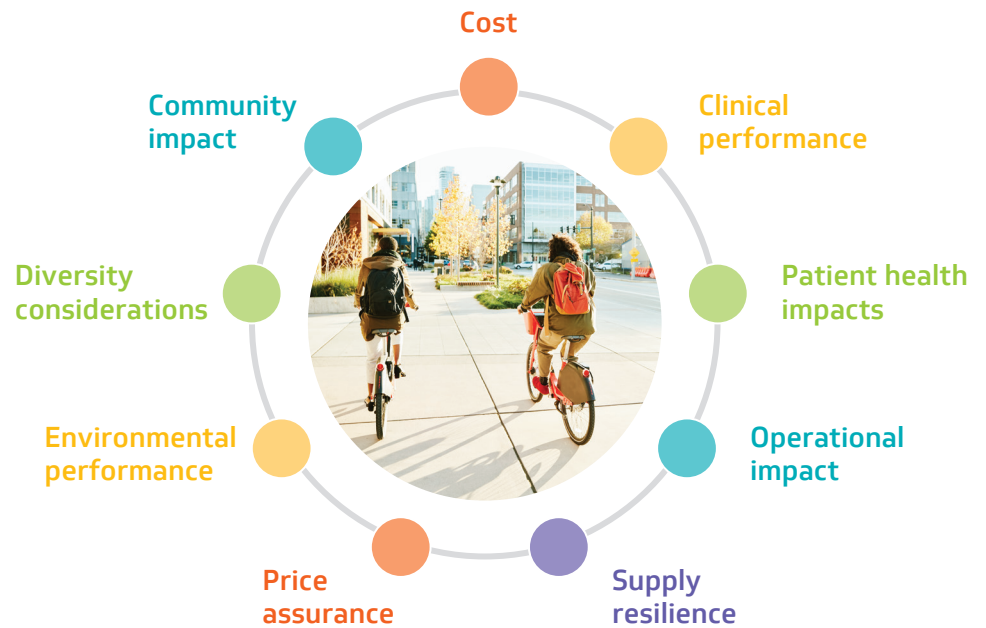 Cost
Clinical
performance
Patient health
impacts
Operational
impact
Supply
resilience
Price
assurance
Environmental
performance
Diversity
considerations
Community
impact